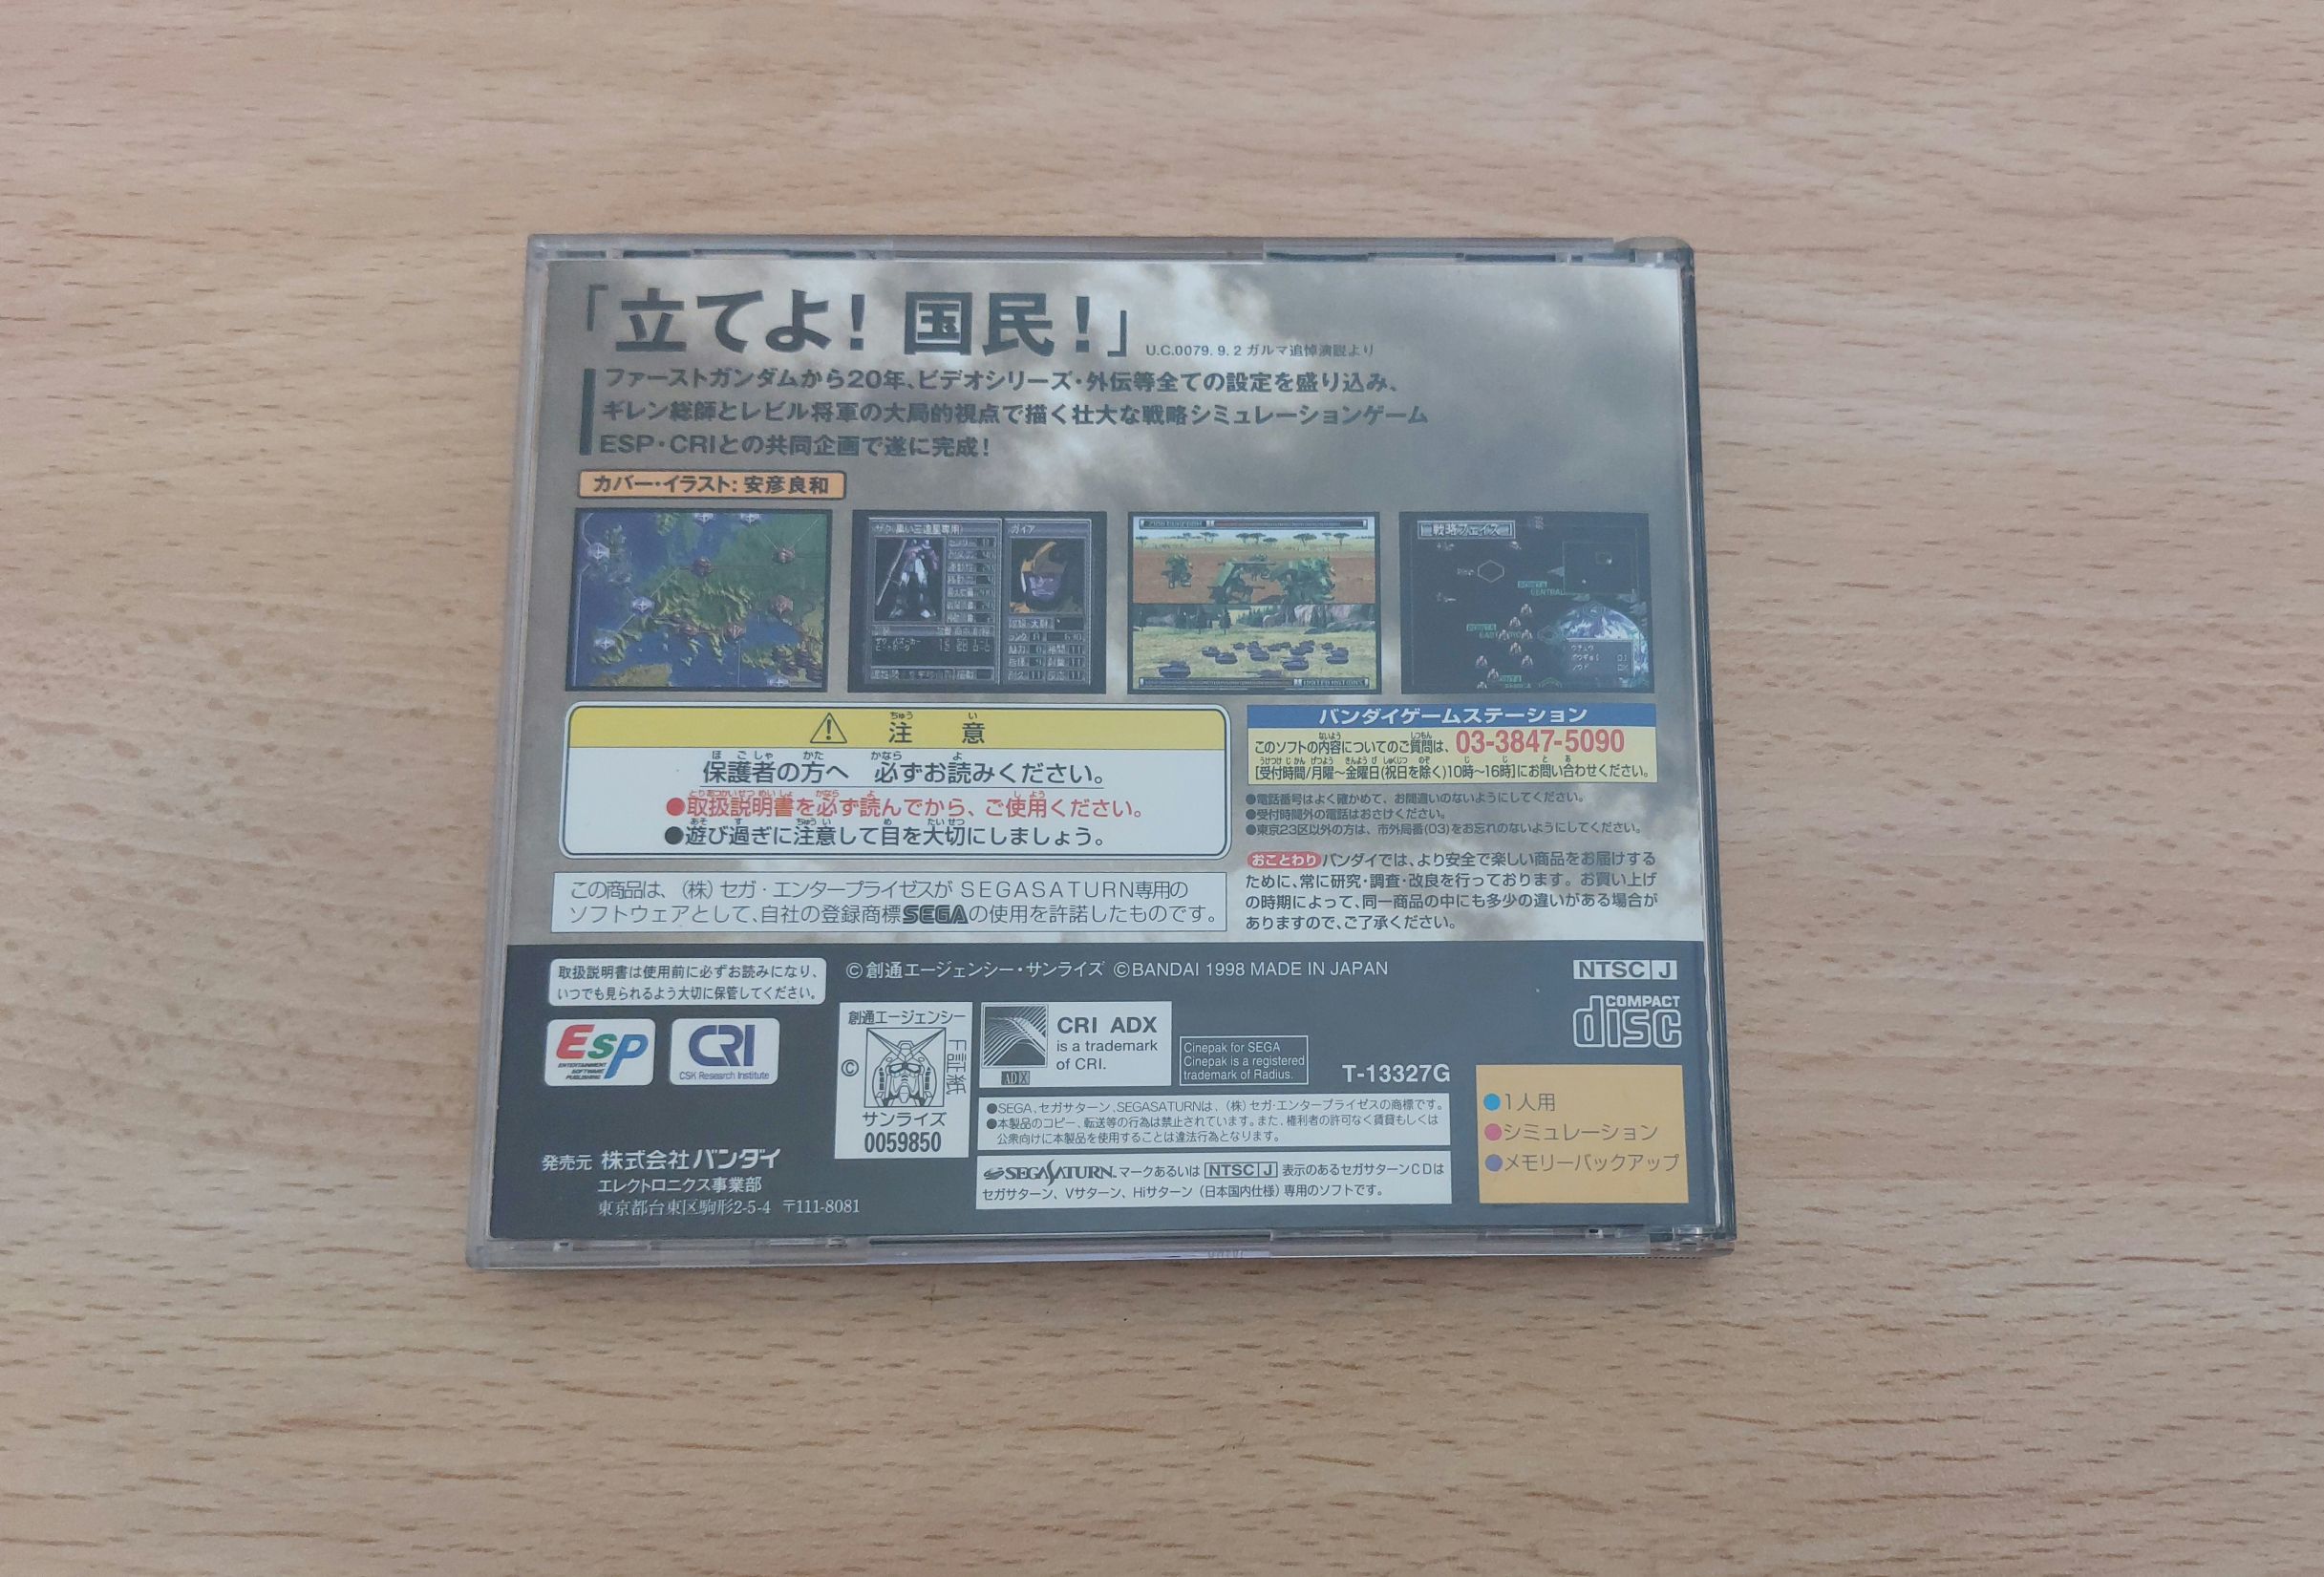 「立てよ！国民！」
U.C.0079. 9. 2 ガルマ追悼演説より
ファーストガンダムから20年、ビデオシリーズ・外伝等全ての設定を盛り込み、
ギレン総師とレビル将軍の大局的視点で描く壮大な戦略シミュレーションゲーム
ESP・CRIとの共同企画で遂に完成！
カバー・イラスト：安彦良和
ザク(黒い三連星専用)
ガイア
戦略フェイズ
注意
保護者の方へ 必ずお読みください。
●取扱説明書を必ず読んでから、ご使用ください。
●遊び過ぎに注意して目を大切にしましょう。
バンダイゲームステーション
このソフトの内容についてのご質問は、03-3847-5090
[受付時間/月曜〜金曜日(祝日を除く)10時〜16時]にお問い合わせください。
●電話番号はよく確かめて、お間違いのないようにしてください。
●受付時間外の電話はおさけください。
●東京23区以外の方は、市外局番(03)をお忘れのないようにしてください。
おことわり バンダイでは、より安全で楽しい商品をお届けする
ために、常に研究・調査・改良を行っております。お買い上げ
の時期によって、同一商品の中にも多少の違いがある場合が
ありますので、ご了承ください。
この商品は、（株）セガ・エンタープライゼスが SEGASATURN専用の
ソフトウェアとして、自社の登録商標SEGAの使用を許諾したものです。
取扱説明書は使用前に必ずお読みになり、
いつでも見られるよう大切に保管してください。
©創通エージェンシー・サンライズ ©BANDAI 1998 MADE IN JAPAN
NTSC J
COMPACT
disc
ESP
ENTERTAINMENT
SOFTWARE
PUBLISHING
CRI
CSK Research Institute
創通エージェンシー
©
証紙
サンライズ
0059850
CRI ADX
is a trademark
of CRI.
ADX
Cinepak for SEGA
Cinepak is a registered
trademark of Radius.
T-13327G
●SEGA、セガサターン、SEGASATURNは、（株）セガ・エンタープライゼスの商標です。
●本製品のコピー、転送等の行為は禁止されています。また、権利者の許可なく賃貸もしくは
公衆向けに本製品を使用することは違法行為となります。
SEGASATURN.マークあるいは NTSC J 表示のあるセガサターンCDは
セガサターン、Vサターン、Hiサターン（日本国内仕様）専用のソフトです。
●1人用
●シミュレーション
●メモリーバックアップ
発売元 株式会社バンダイ
エレクトロニクス事業部
東京都台東区駒形2-5-4 〒111-8081